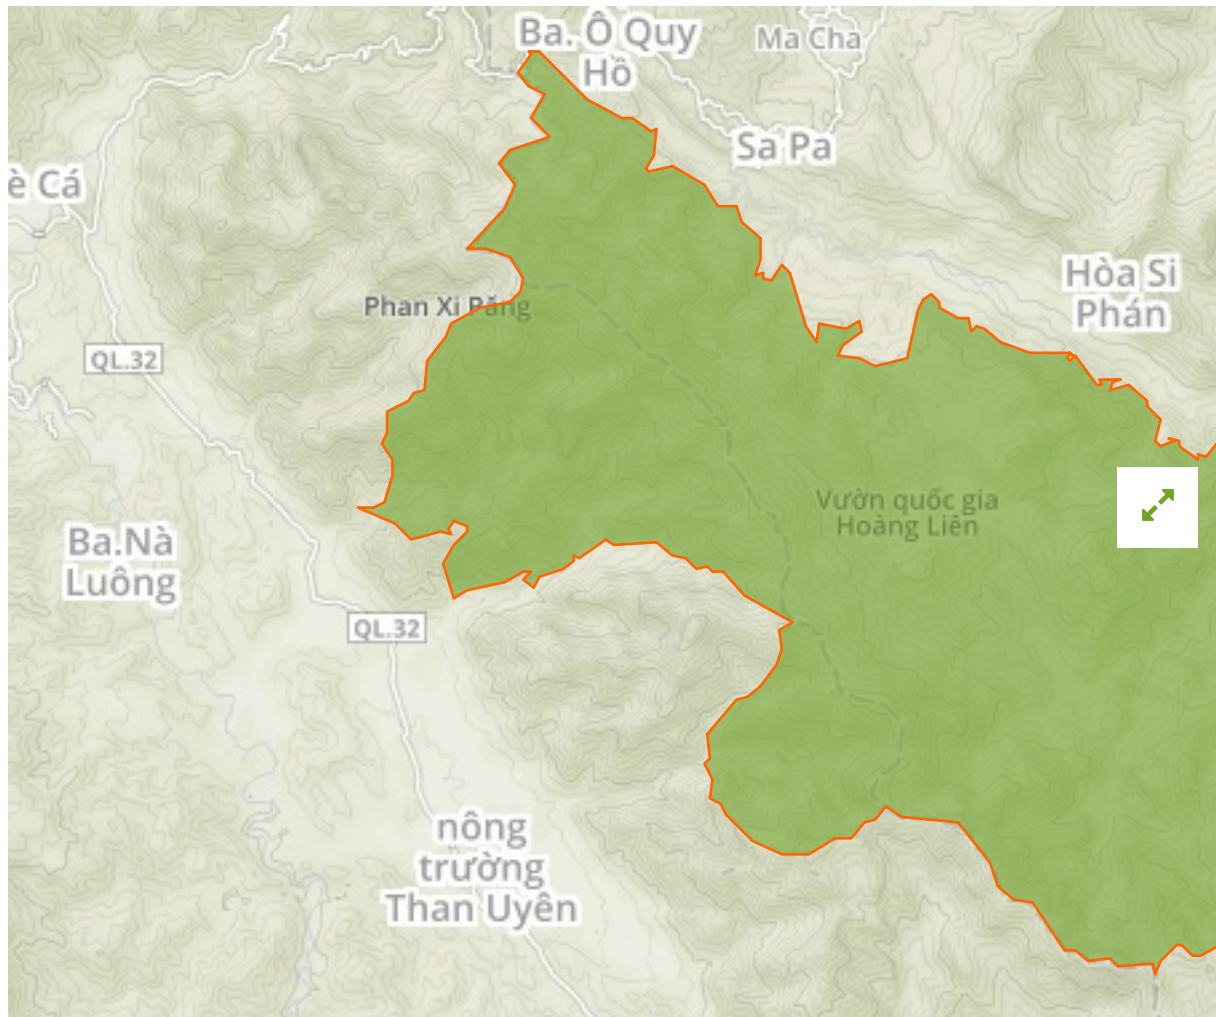 Ba. Ô Quy
Hồ
Ma Cha
Sa Pa
è Cá
Hòa Si
Phán
Phan Xi Păng
QL.32
Vườn quốc gia
Hoàng Liên
Ba.Nà
Luông
QL.32
nông
trường
Than Uyên